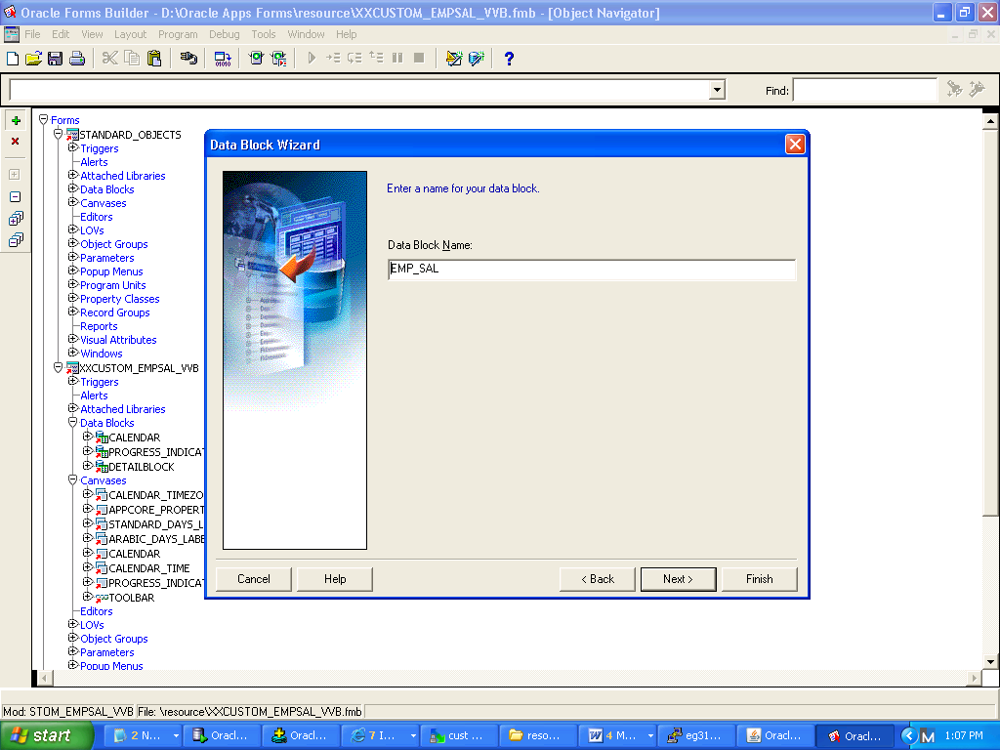 Oracle Forms Builder - D:\Oracle Apps Forms\resource\XXCUSTOM_EMPSAL_VVB.fmb - [Object Navigator]
File Edit View Layout Program Debug Tools Window Help
Find:
Forms
STANDARD_OBJECTS
Triggers
Alerts
Attached Libraries
Data Blocks
Canvases
Editors
LOVs
Object Groups
Parameters
Popup Menus
Program Units
Property Classes
Record Groups
Reports
Visual Attributes
Windows
XXCUSTOM_EMPSAL_VVB
Triggers
Alerts
Attached Libraries
Data Blocks
CALENDAR
PROGRESS_INDICAT
DETAILBLOCK
Canvases
CALENDAR_TIMEZO
APPCORE_PROPERT
STANDARD_DAYS_L
ARABIC_DAYS_LABE
CALENDAR
CALENDAR_TIME
PROGRESS_INDICAT
TOOLBAR
Editors
LOVs
Object Groups
Parameters
Popup Menus
Data Block Wizard
Enter a name for your data block.
Data Block Name:
EMP_SAL
Cancel Help < Back Next > Finish
Mod: STOM_EMPSAL_VVB File: \resource\XXCUSTOM_EMPSAL_VVB.fmb
start 2 N... Oracl... Oracl... 7 I... cust ... reso... 4 M... eg31... Oracl... Oracl... 1:07 PM